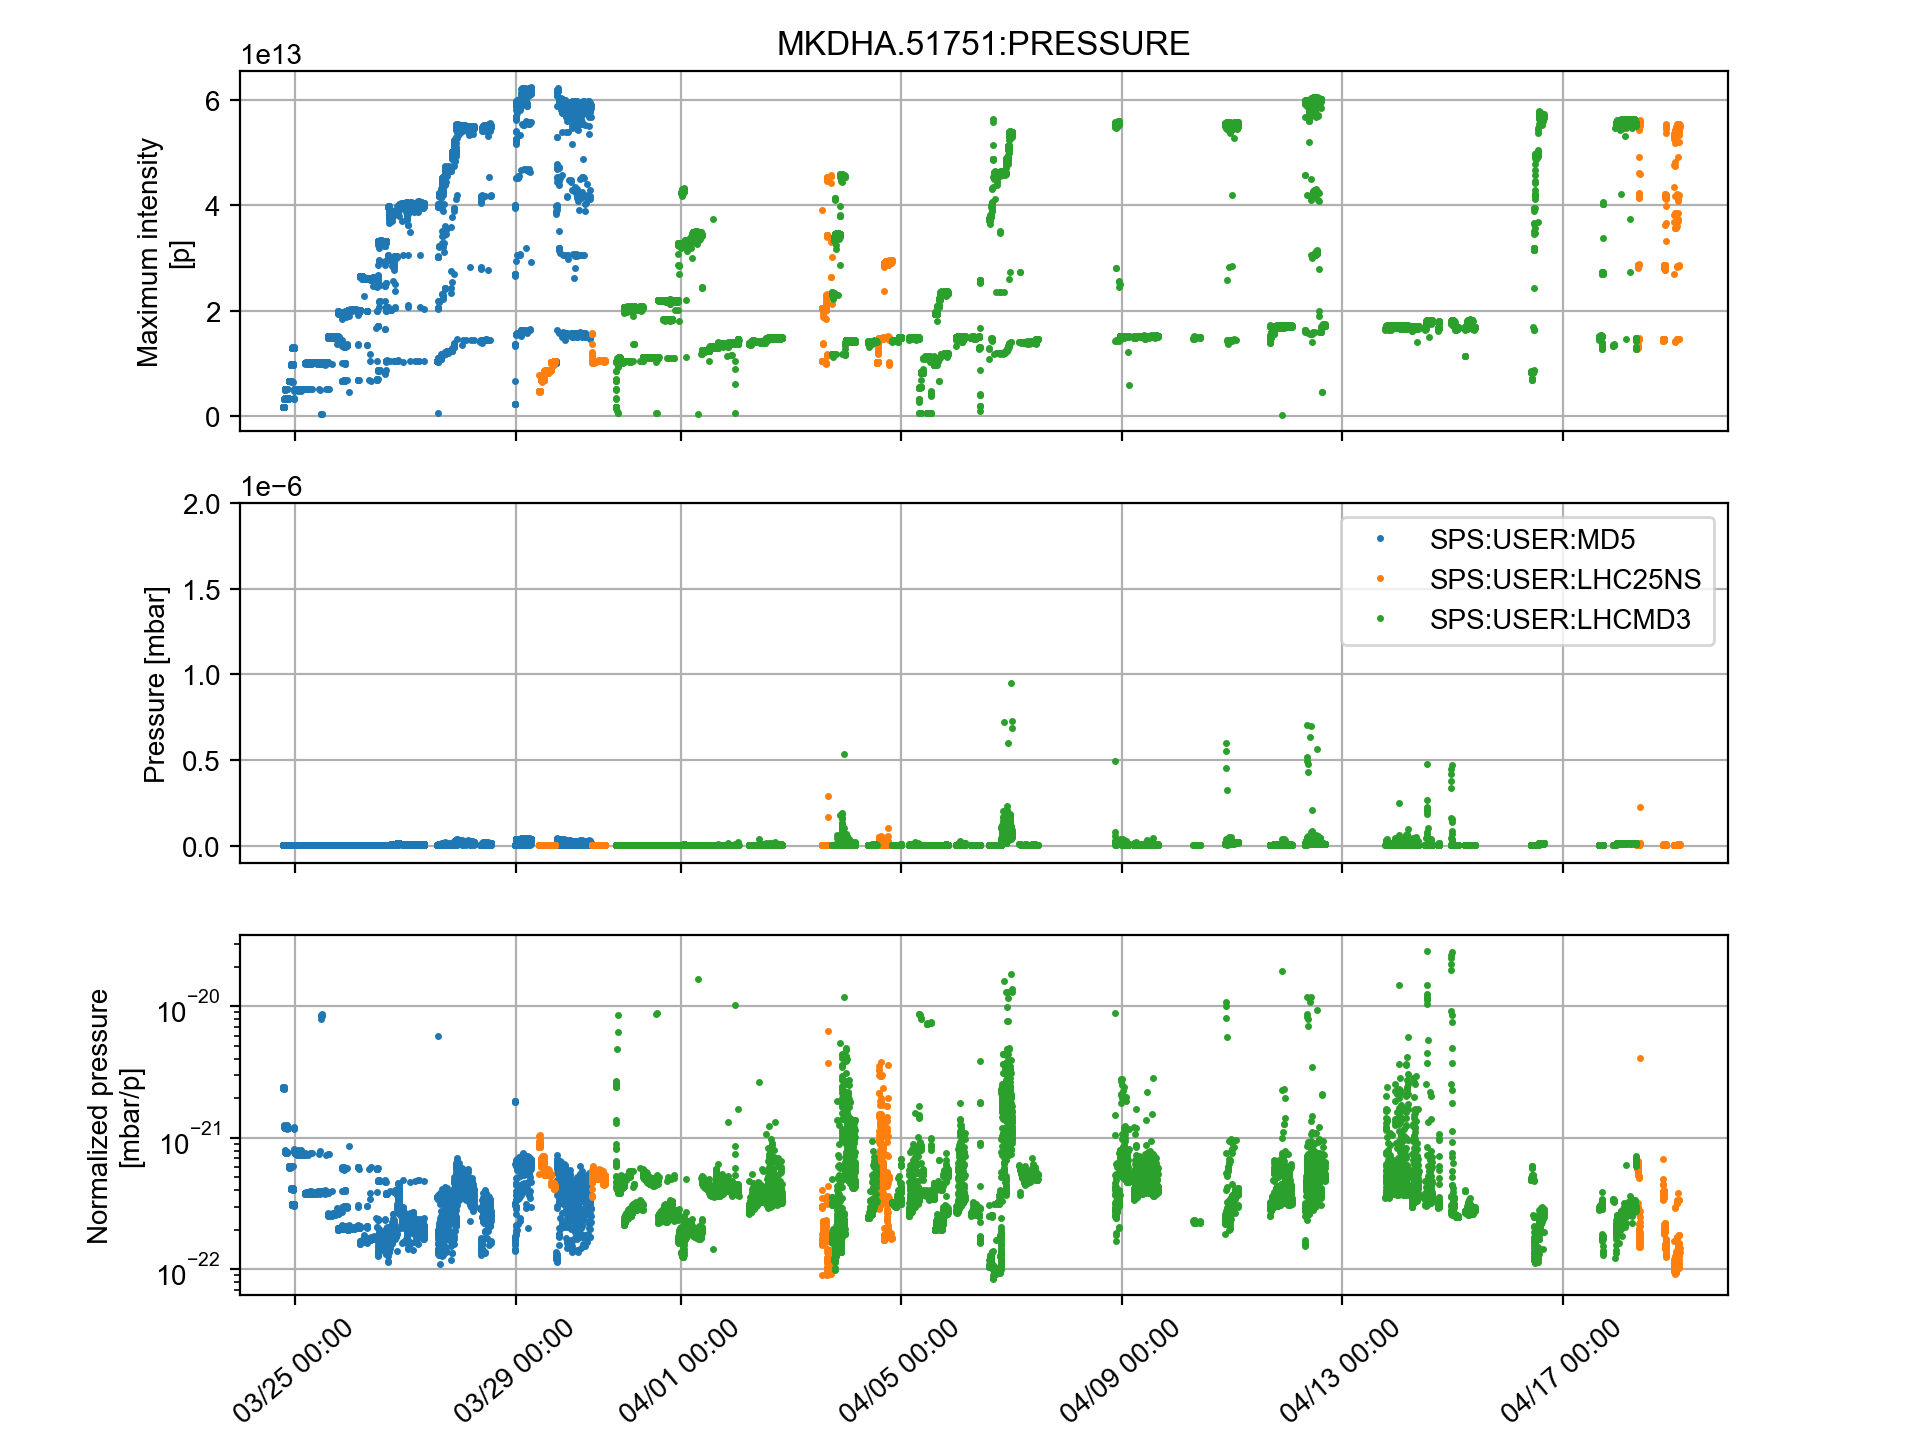 MKDHA.51751:PRESSURE
1e13
6
4
2
0
Maximum intensity
[p]
1e−6
2.0
1.5
1.0
0.5
0.0
Pressure [mbar]
SPS:USER:MD5
SPS:USER:LHC25NS
SPS:USER:LHCMD3
10⁻²⁰
10⁻²¹
10⁻²²
Normalized pressure
[mbar/p]
03/25 00:00
03/29 00:00
04/01 00:00
04/05 00:00
04/09 00:00
04/13 00:00
04/17 00:00